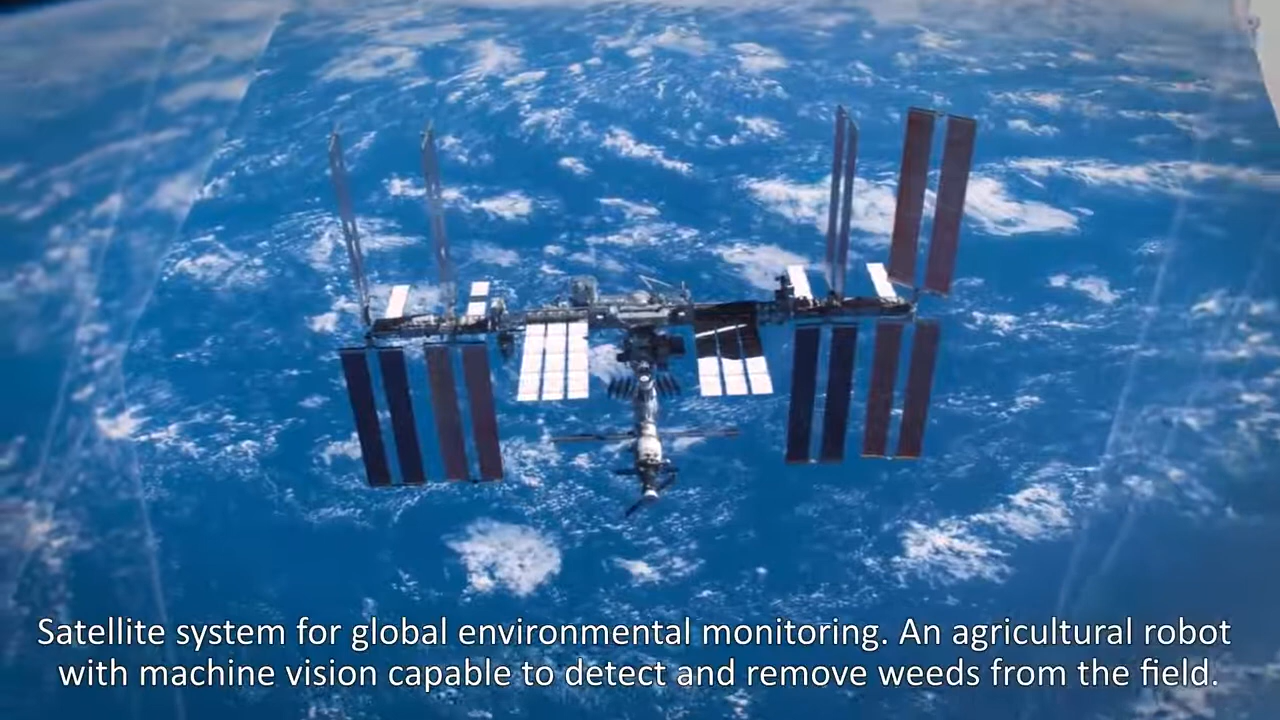 Satellite system for global environmental monitoring. An agricultural robot
with machine vision capable to detect and remove weeds from the field.